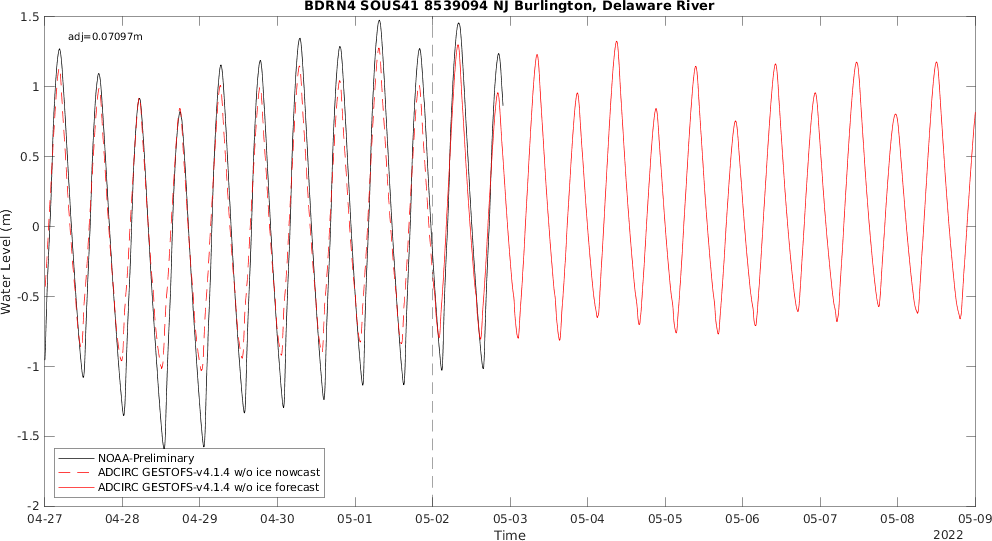 BDRN4 SOUS41 8539094 NJ Burlington, Delaware River
adj=0.07097m
1.5
1
0.5
0
-0.5
-1
-1.5
-2
Water Level (m)
NOAA-Preliminary
ADCIRC GESTOFS-v4.1.4 w/o ice nowcast
ADCIRC GESTOFS-v4.1.4 w/o ice forecast
04-27 04-28 04-29 04-30 05-01 05-02 05-03 05-04 05-05 05-06 05-07 05-08 05-09
Time
2022